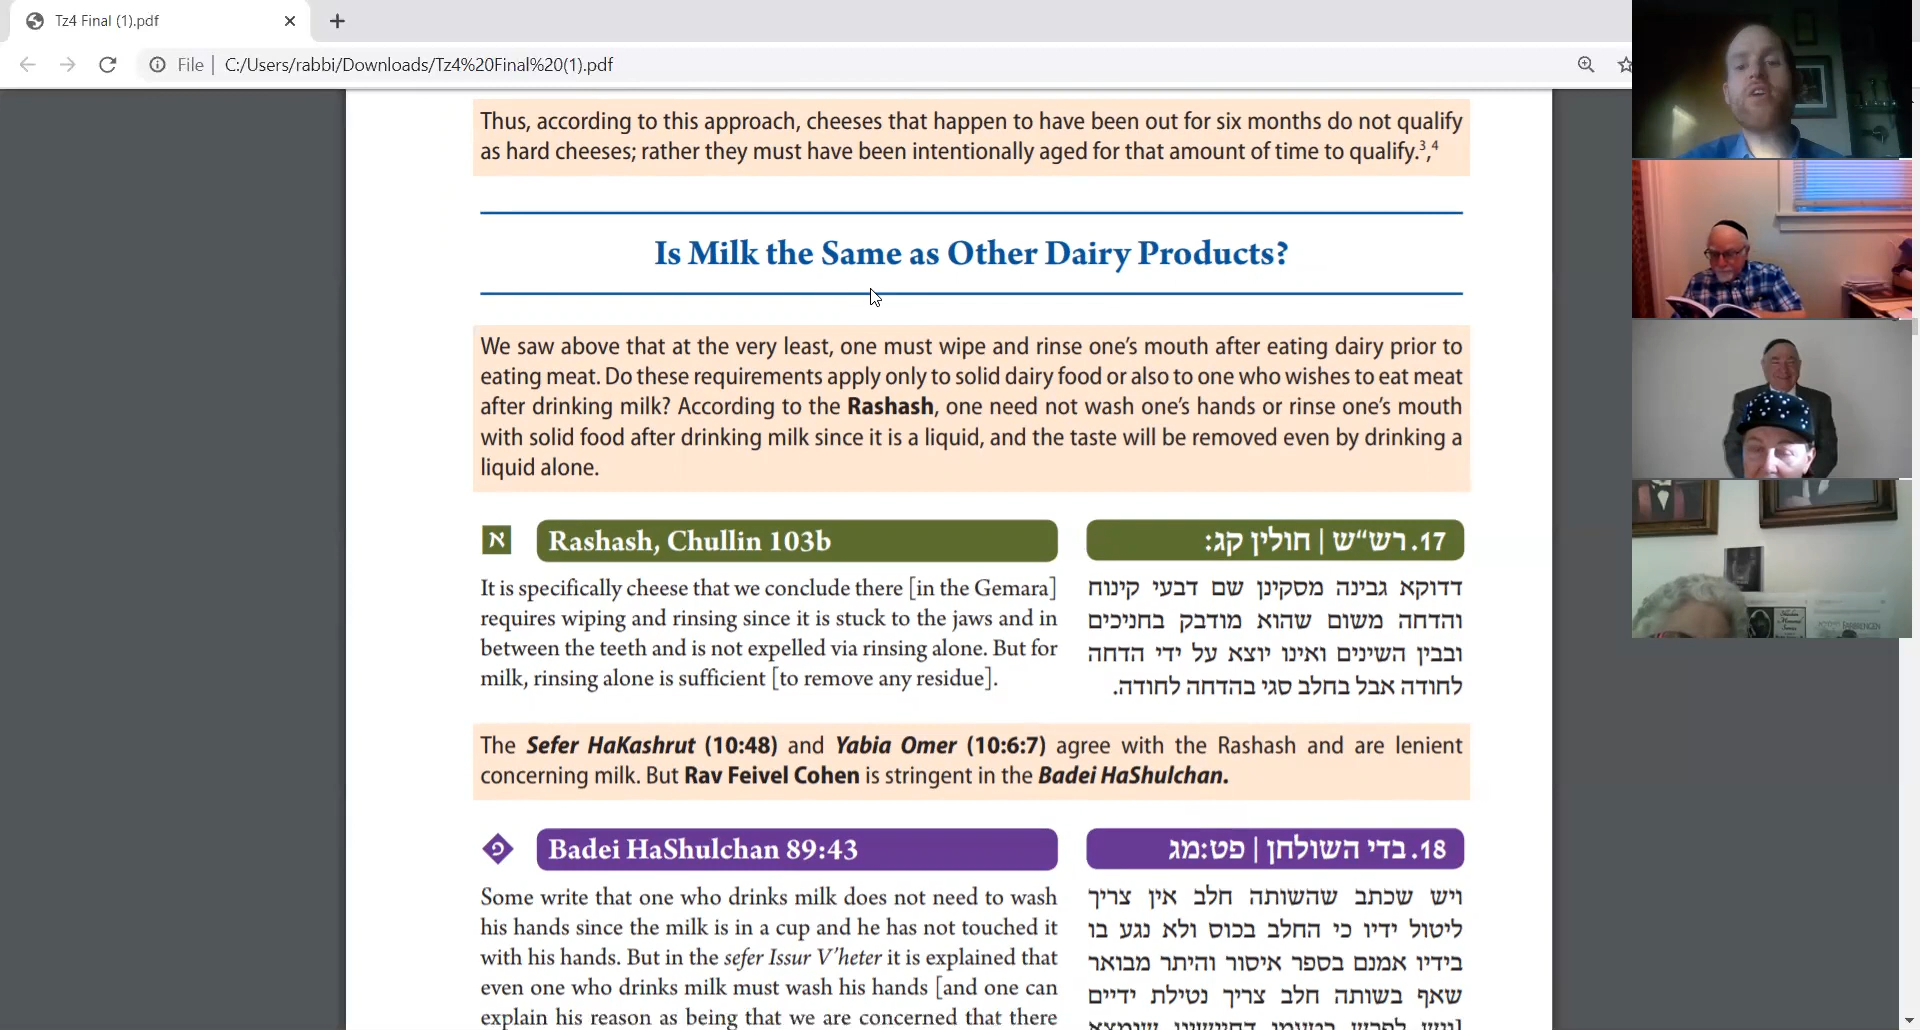 Tz4 Final (1).pdf
File | C:/Users/rabbi/Downloads/Tz4%20Final%20(1).pdf
Thus, according to this approach, cheeses that happen to have been out for six months do not qualify
as hard cheeses; rather they must have been intentionally aged for that amount of time to qualify.³,⁴
Is Milk the Same as Other Dairy Products?
We saw above that at the very least, one must wipe and rinse one's mouth after eating dairy prior to
eating meat. Do these requirements apply only to solid dairy food or also to one who wishes to eat meat
after drinking milk? According to the Rashash, one need not wash one's hands or rinse one's mouth
with solid food after drinking milk since it is a liquid, and the taste will be removed even by drinking a
liquid alone.
א
Rashash, Chullin 103b
It is specifically cheese that we conclude there [in the Gemara]
requires wiping and rinsing since it is stuck to the jaws and in
between the teeth and is not expelled via rinsing alone. But for
milk, rinsing alone is sufficient [to remove any residue].
17. רש"ש | חולין קג:
דדוקא גבינה מסקינן שם דבעי קינוח
והדחה משום שהוא מודבק בחניכים
ובבין השינים ואינו יוצא על ידי הדחה
לחודה אבל בחלב סגי בהדחה לחודה.
The Sefer HaKashrut (10:48) and Yabia Omer (10:6:7) agree with the Rashash and are lenient
concerning milk. But Rav Feivel Cohen is stringent in the Badei HaShulchan.
פ
Badei HaShulchan 89:43
Some write that one who drinks milk does not need to wash
his hands since the milk is in a cup and he has not touched it
with his hands. But in the sefer Issur V'heter it is explained that
even one who drinks milk must wash his hands [and one can
explain his reason as being that we are concerned that there
18. בדי השולחן | פט:מג
ויש שכתב שהשותה חלב אין צריך
ליטול ידיו כי החלב בכוס ולא נגע בו
בידיו אמנם בספר איסור והיתר מבואר
שאף בשותה חלב צריך נטילת ידיים